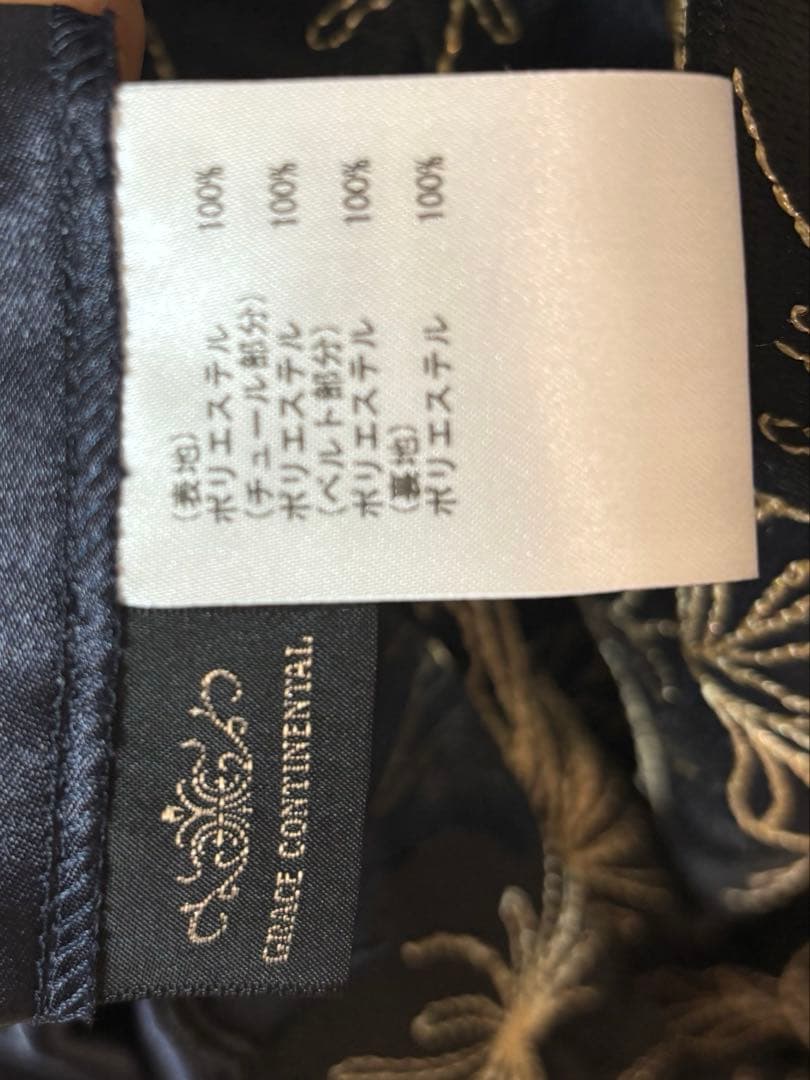 (表地)
ポリエステル 100%
(チュール部分)
ポリエステル 100%
(ベルト部分)
ポリエステル 100%
(裏地)
ポリエステル 100%
GRACE CONTINENTAL